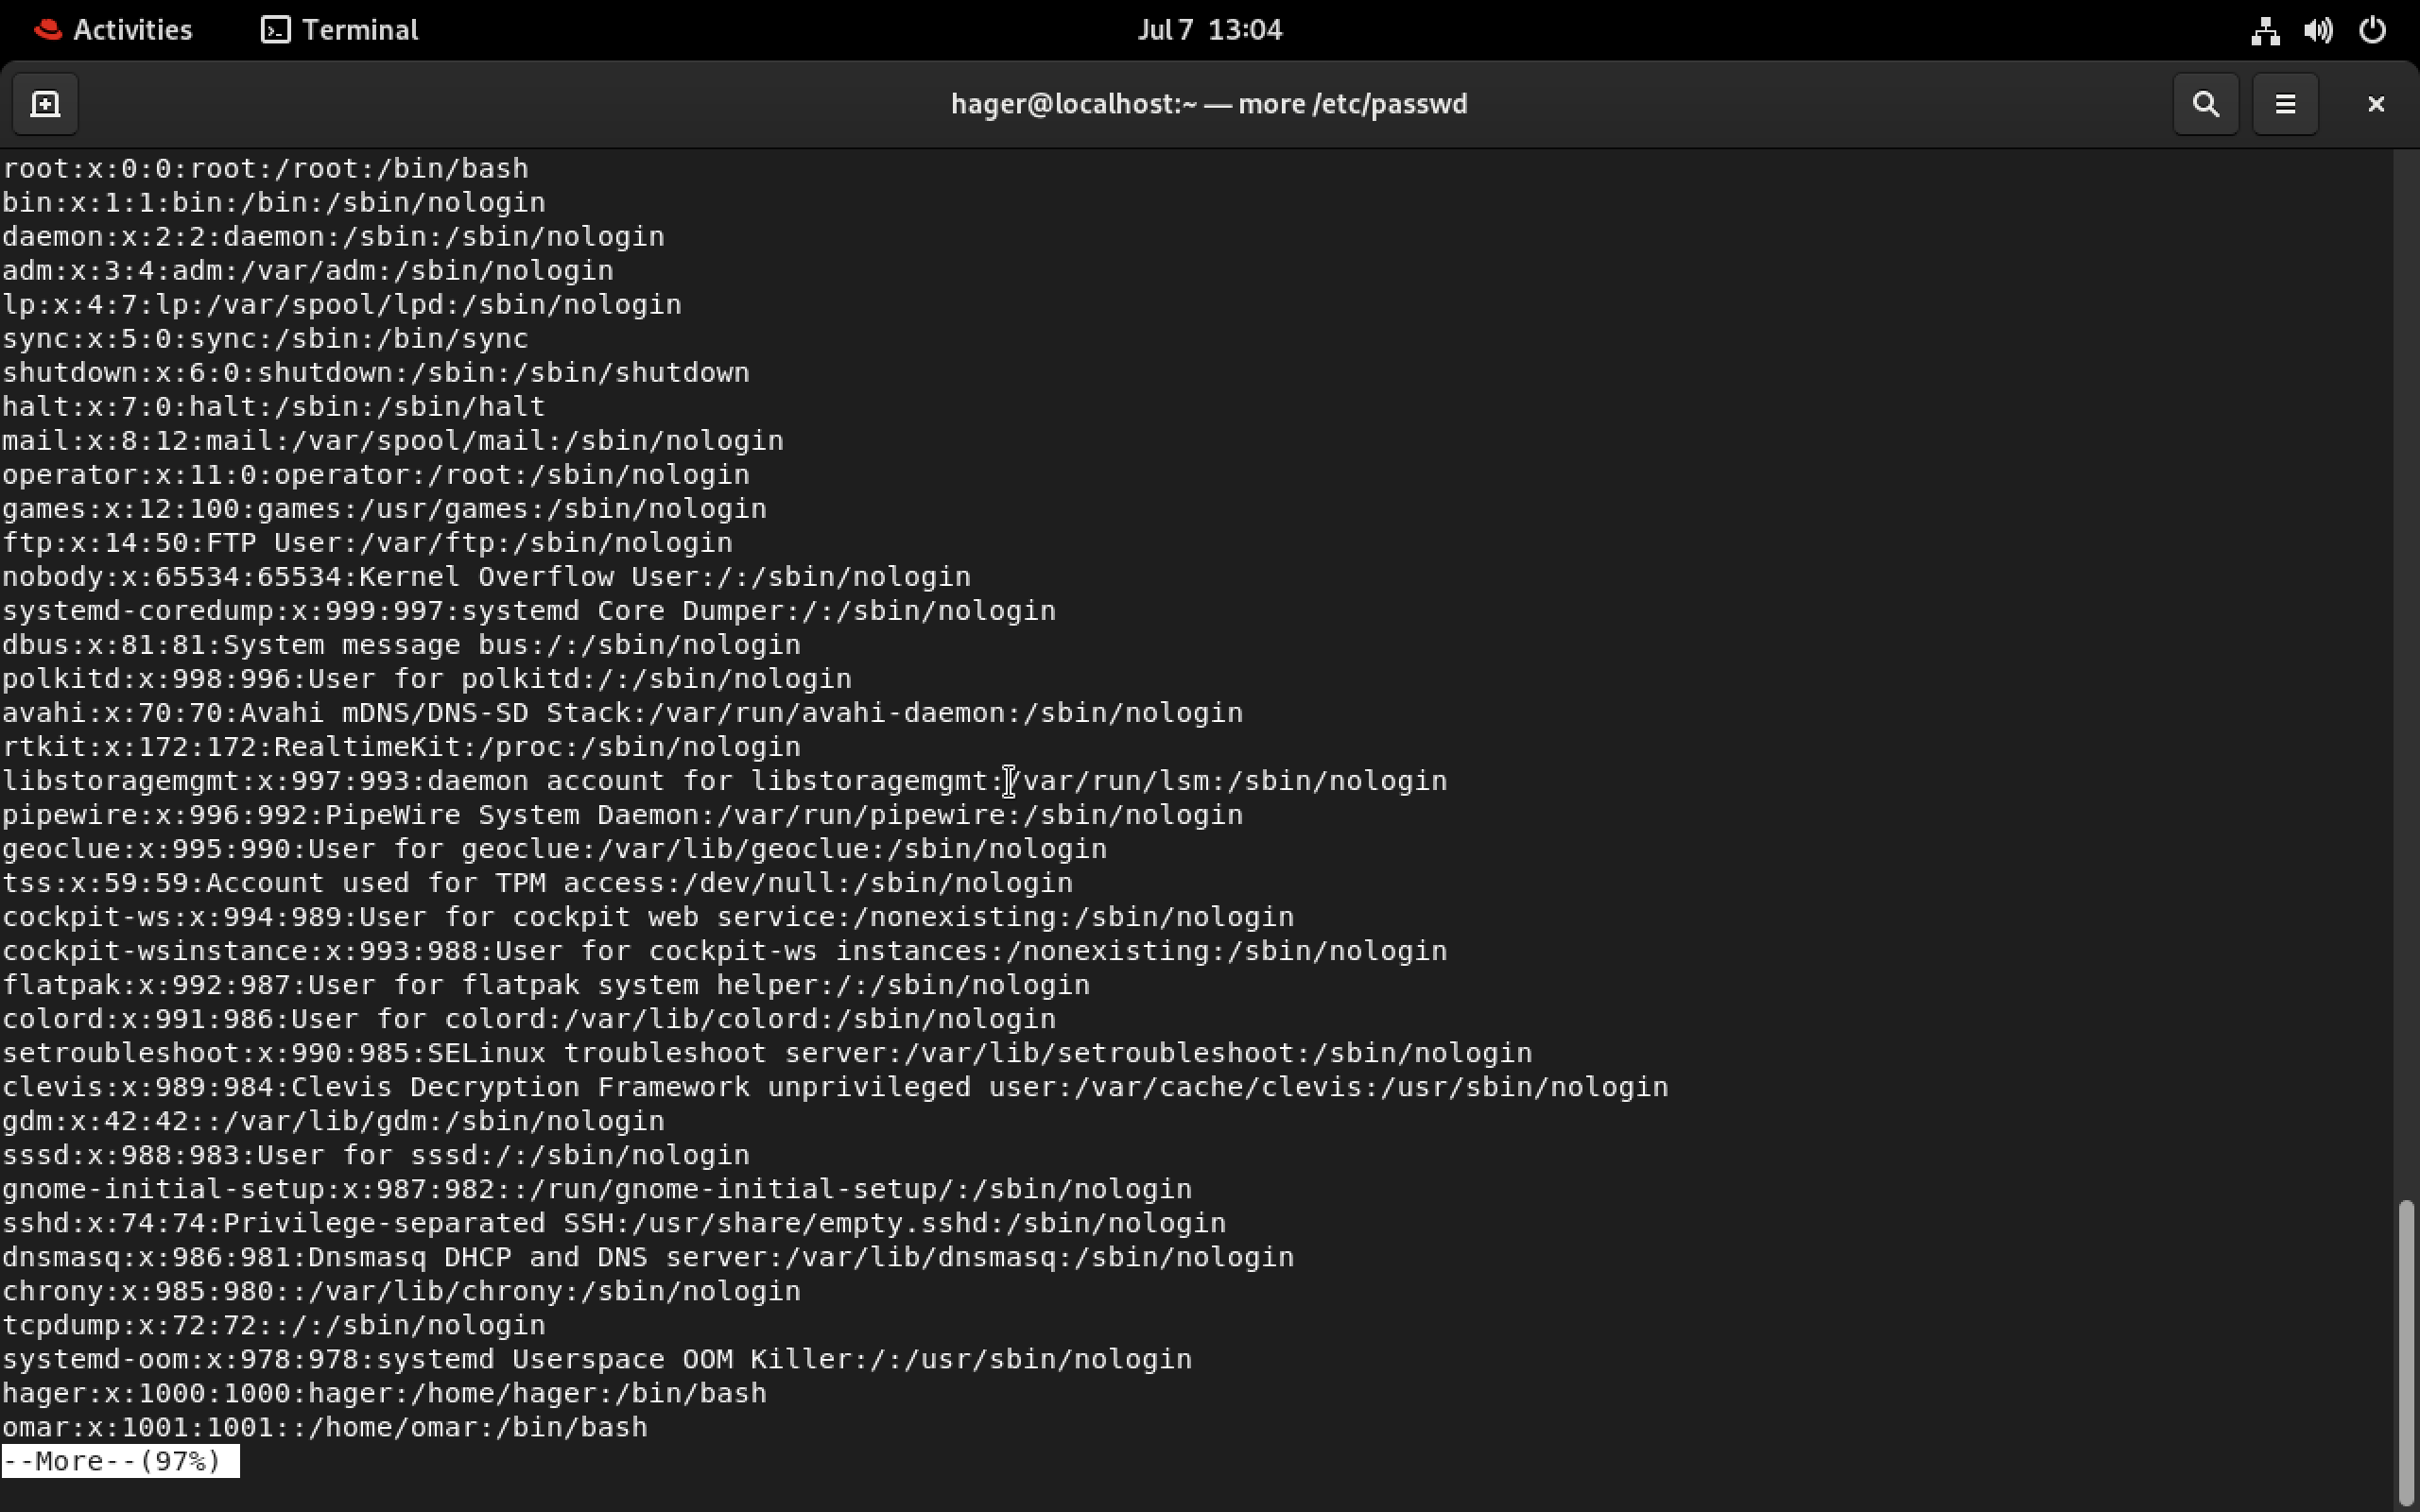 Activities Terminal Jul 7 13:04
hager@localhost:~ — more /etc/passwd
root:x:0:0:root:/root:/bin/bash
bin:x:1:1:bin:/bin:/sbin/nologin
daemon:x:2:2:daemon:/sbin:/sbin/nologin
adm:x:3:4:adm:/var/adm:/sbin/nologin
lp:x:4:7:lp:/var/spool/lpd:/sbin/nologin
sync:x:5:0:sync:/sbin:/bin/sync
shutdown:x:6:0:shutdown:/sbin:/sbin/shutdown
halt:x:7:0:halt:/sbin:/sbin/halt
mail:x:8:12:mail:/var/spool/mail:/sbin/nologin
operator:x:11:0:operator:/root:/sbin/nologin
games:x:12:100:games:/usr/games:/sbin/nologin
ftp:x:14:50:FTP User:/var/ftp:/sbin/nologin
nobody:x:65534:65534:Kernel Overflow User:/:/sbin/nologin
systemd-coredump:x:999:997:systemd Core Dumper:/:/sbin/nologin
dbus:x:81:81:System message bus:/:/sbin/nologin
polkitd:x:998:996:User for polkitd:/:/sbin/nologin
avahi:x:70:70:Avahi mDNS/DNS-SD Stack:/var/run/avahi-daemon:/sbin/nologin
rtkit:x:172:172:RealtimeKit:/proc:/sbin/nologin
libstoragemgmt:x:997:993:daemon account for libstoragemgmt:/var/run/lsm:/sbin/nologin
pipewire:x:996:992:PipeWire System Daemon:/var/run/pipewire:/sbin/nologin
geoclue:x:995:990:User for geoclue:/var/lib/geoclue:/sbin/nologin
tss:x:59:59:Account used for TPM access:/dev/null:/sbin/nologin
cockpit-ws:x:994:989:User for cockpit web service:/nonexisting:/sbin/nologin
cockpit-wsinstance:x:993:988:User for cockpit-ws instances:/nonexisting:/sbin/nologin
flatpak:x:992:987:User for flatpak system helper:/:/sbin/nologin
colord:x:991:986:User for colord:/var/lib/colord:/sbin/nologin
setroubleshoot:x:990:985:SELinux troubleshoot server:/var/lib/setroubleshoot:/sbin/nologin
clevis:x:989:984:Clevis Decryption Framework unprivileged user:/var/cache/clevis:/usr/sbin/nologin
gdm:x:42:42::/var/lib/gdm:/sbin/nologin
sssd:x:988:983:User for sssd:/:/sbin/nologin
gnome-initial-setup:x:987:982::/run/gnome-initial-setup/:/sbin/nologin
sshd:x:74:74:Privilege-separated SSH:/usr/share/empty.sshd:/sbin/nologin
dnsmasq:x:986:981:Dnsmasq DHCP and DNS server:/var/lib/dnsmasq:/sbin/nologin
chrony:x:985:980::/var/lib/chrony:/sbin/nologin
tcpdump:x:72:72::/:/sbin/nologin
systemd-oom:x:978:978:systemd Userspace OOM Killer:/:/usr/sbin/nologin
hager:x:1000:1000:hager:/home/hager:/bin/bash
omar:x:1001:1001::/home/omar:/bin/bash
--More--(97%)